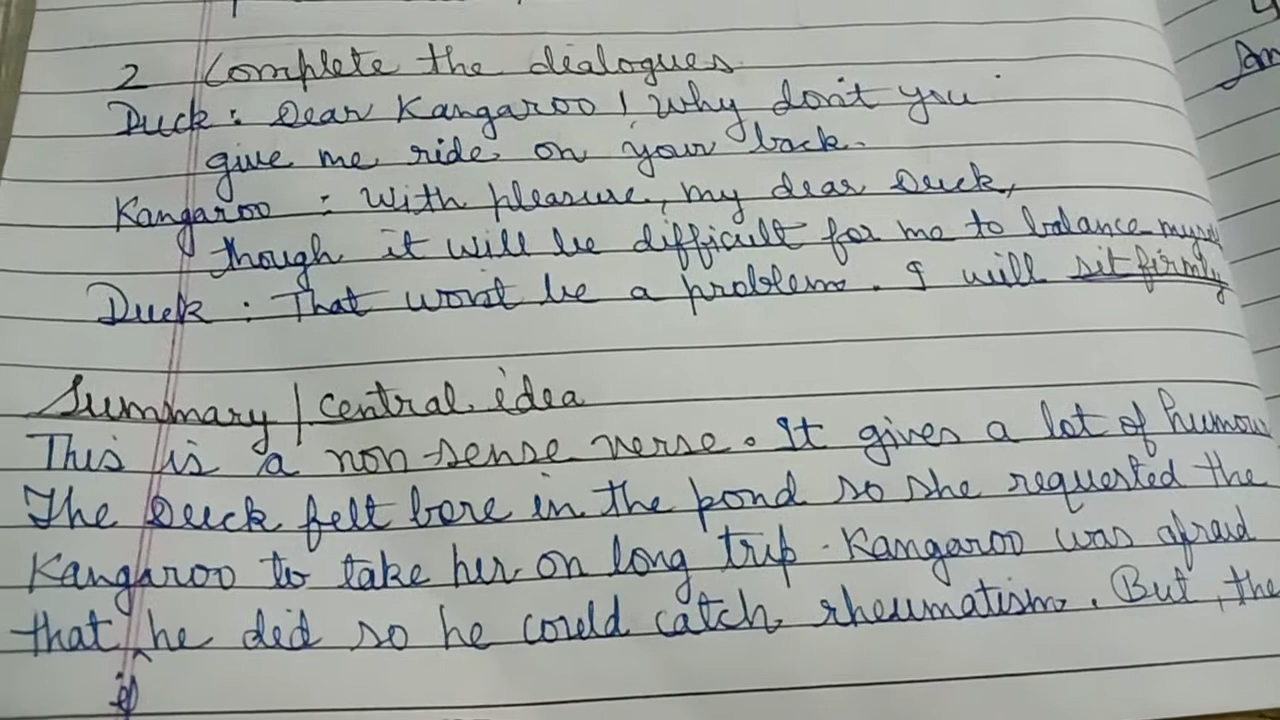 2 Complete the dialogues
Duck : Dear Kangaroo! Why don't you
give me ride on your back.
Kangaroo : With pleasure, my dear Duck,
though it will be difficult for me to balance myself
Duck : That won't be a problem. I will sit firmly
Summary / central idea
This is a non-sense verse. It gives a lot of humour
The Duck felt bore in the pond so she requested the
Kangaroo to take her on long trip. Kangaroo was afraid
that if he did so he could catch rheumatism. But, the